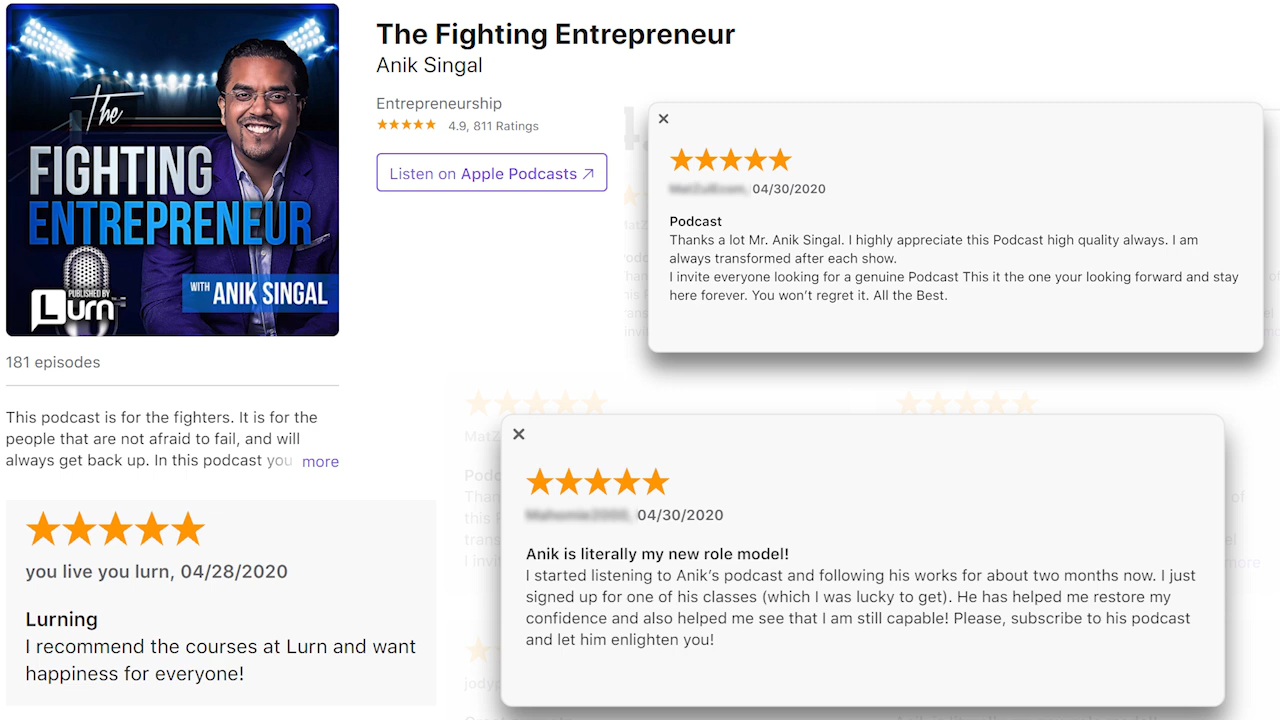 The
FIGHTING
ENTREPRENEUR
PUBLISHED BY
Lurn
WITH ANIK SINGAL
The Fighting Entrepreneur
Anik Singal
Entrepreneurship
4.9, 811 Ratings
Listen on Apple Podcasts ↗
181 episodes
This podcast is for the fighters. It is for the
people that are not afraid to fail, and will
always get back up. In this podcast you more
you live you lurn, 04/28/2020
Lurning
I recommend the courses at Lurn and want
happiness for everyone!
04/30/2020
Podcast
Thanks a lot Mr. Anik Singal. I highly appreciate this Podcast high quality always. I am
always transformed after each show.
I invite everyone looking for a genuine Podcast This it the one your looking forward and stay
here forever. You won't regret it. All the Best.
04/30/2020
Anik is literally my new role model!
I started listening to Anik's podcast and following his works for about two months now. I just
signed up for one of his classes (which I was lucky to get). He has helped me restore my
confidence and also helped me see that I am still capable! Please, subscribe to his podcast
and let him enlighten you!